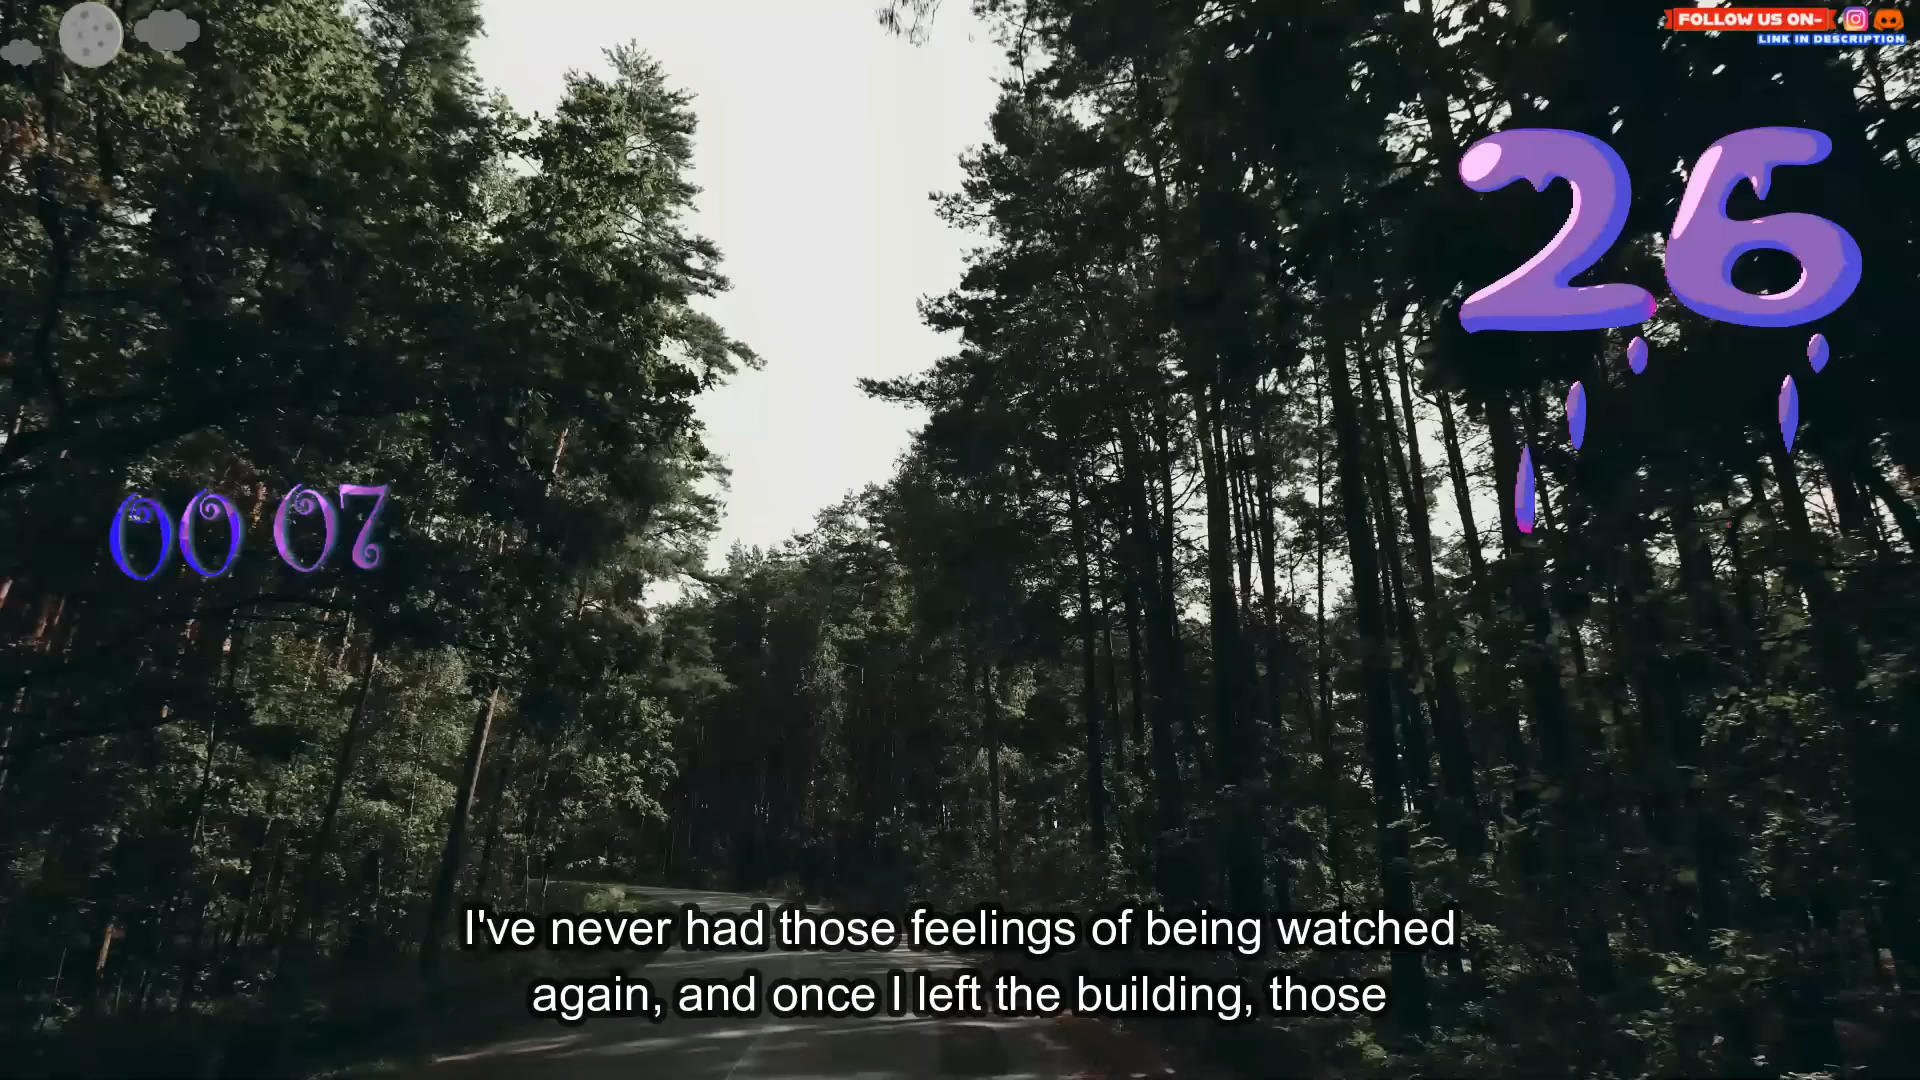 FOLLOW US ON-
LINK IN DESCRIPTION
26
00 07
I've never had those feelings of being watched
again, and once I left the building, those